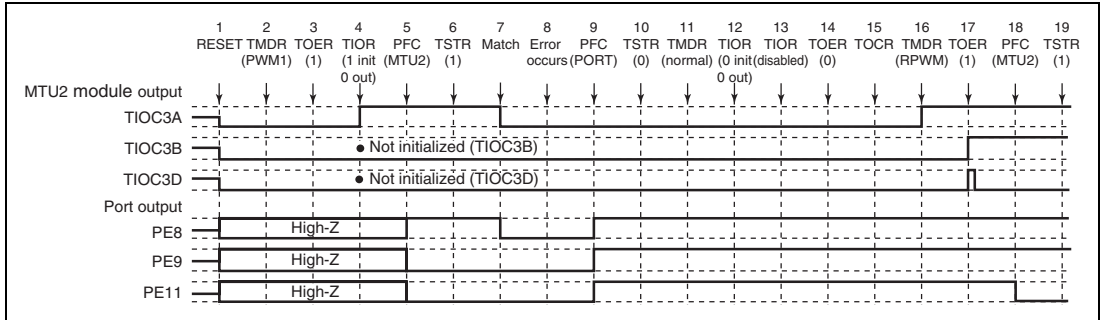 1 2 3 4 5 6 7 8 9 10 11 12 13 14 15 16 17 18 19
RESET TMDR TOER TIOR PFC TSTR Match Error PFC TSTR TMDR TIOR TIOR TOER TOCR TMDR TOER PFC TSTR
(PWM1) (1) (1 init (MTU2) (1) occurs (PORT) (0) (normal) (0 init (disabled) (0) (RPWM) (1) (MTU2) (1)
0 out) 0 out)
MTU2 module output
TIOC3A
TIOC3B • Not initialized (TIOC3B)
TIOC3D • Not initialized (TIOC3D)
Port output
PE8 High-Z
PE9 High-Z
PE11 High-Z